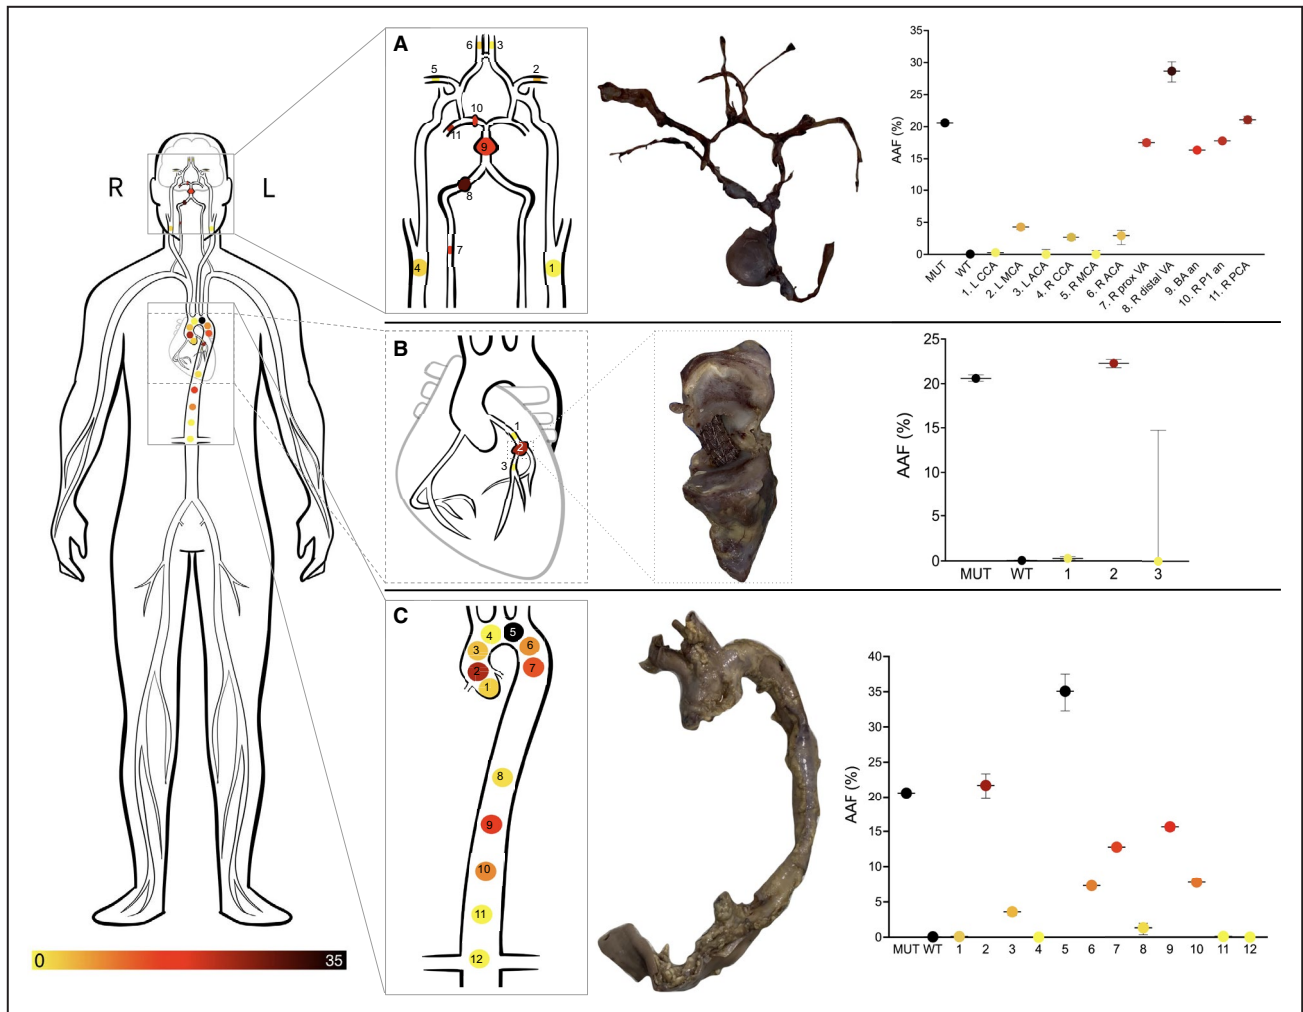 R
L
0
35
A
6
3
5
2
10
11
9
8
7
4
1
AAF (%)
35
30
25
20
15
10
5
0
MUT
WT
1. L CCA
2. L MCA
3. L ACA
4. R CCA
5. R MCA
6. R ACA
7. R prox VA
8. R distal VA
9. BA an
10. R P1 an
11. R PCA
B
1
2
3
AAF (%)
25
20
15
10
5
0
MUT WT 1 2 3
C
4
5
3
6
2
7
1
8
9
10
11
12
AAF (%)
40
35
30
25
20
15
10
5
0
MUT WT 1 2 3 4 5 6 7 8 9 10 11 12